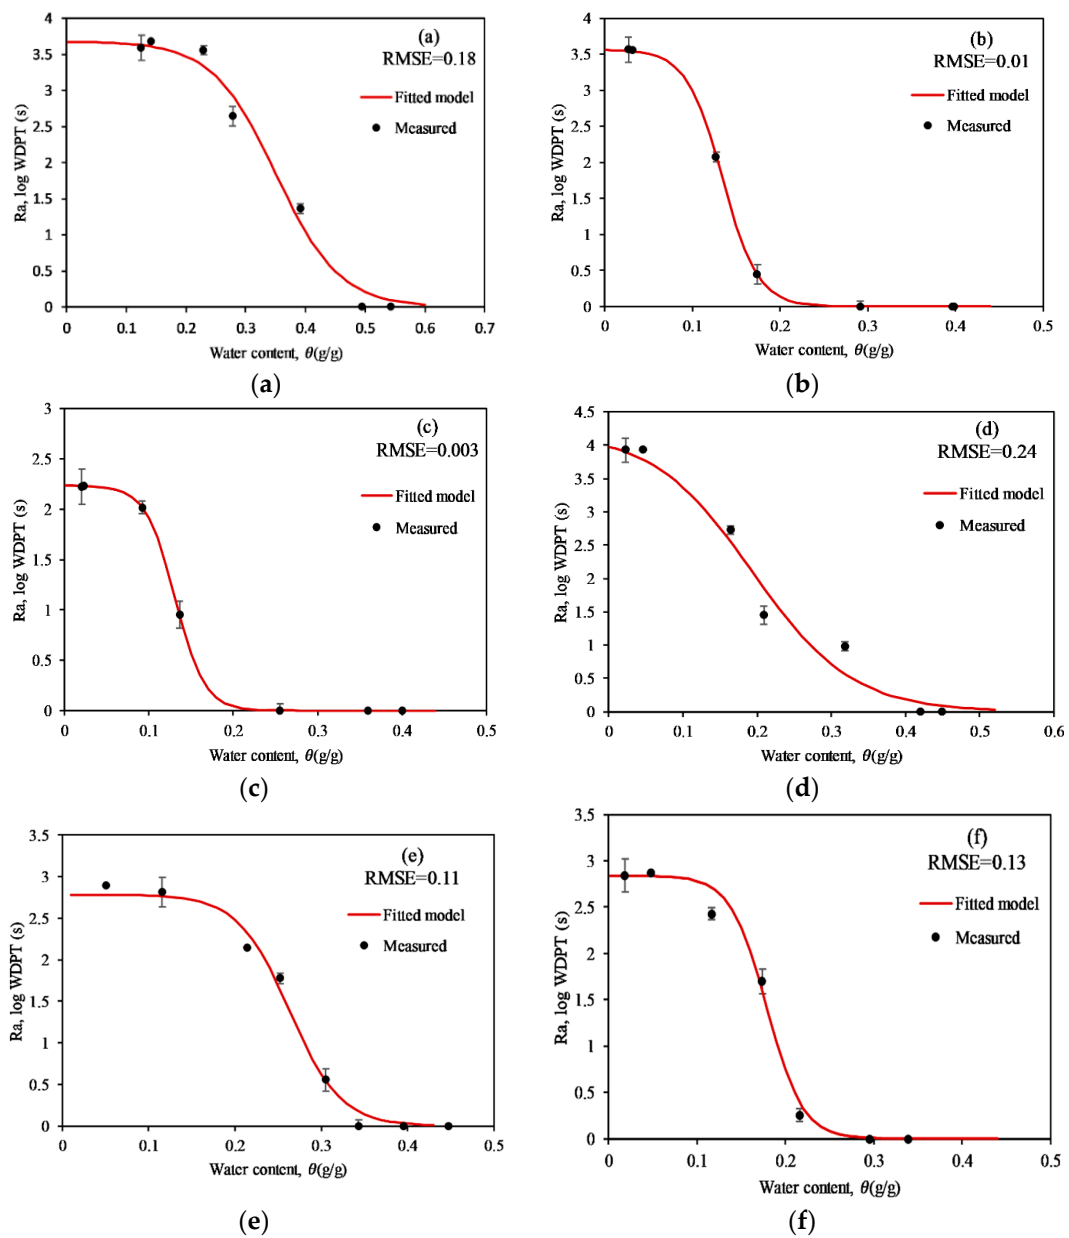 (a)
RMSE=0.18
Fitted model
Measured
Ra, log WDPT (s)
4
3.5
3
2.5
2
1.5
1
0.5
0
0 0.1 0.2 0.3 0.4 0.5 0.6 0.7
Water content, θ(g/g)
(a)
(b)
RMSE=0.01
Fitted model
Measured
Ra, log WDPT (s)
4
3.5
3
2.5
2
1.5
1
0.5
0
0 0.1 0.2 0.3 0.4 0.5
Water content, θ(g/g)
(b)
(c)
RMSE=0.003
Fitted model
Measured
Ra, log WDPT (s)
3
2.5
2
1.5
1
0.5
0
0 0.1 0.2 0.3 0.4 0.5
Water content, θ(g/g)
(c)
(d)
RMSE=0.24
Fitted model
Measured
Ra, log WDPT (s)
4.5
4
3.5
3
2.5
2
1.5
1
0.5
0
0 0.1 0.2 0.3 0.4 0.5 0.6
Water content, θ(g/g)
(d)
(e)
RMSE=0.11
Fitted model
Measured
Ra, log WDPT (s)
3.5
3
2.5
2
1.5
1
0.5
0
0 0.1 0.2 0.3 0.4 0.5
Water content, θ(g/g)
(e)
(f)
RMSE=0.13
Fitted model
Measured
Ra, log WDPT (s)
3.5
3
2.5
2
1.5
1
0.5
0
0 0.1 0.2 0.3 0.4 0.5
Water content, θ(g/g)
(f)